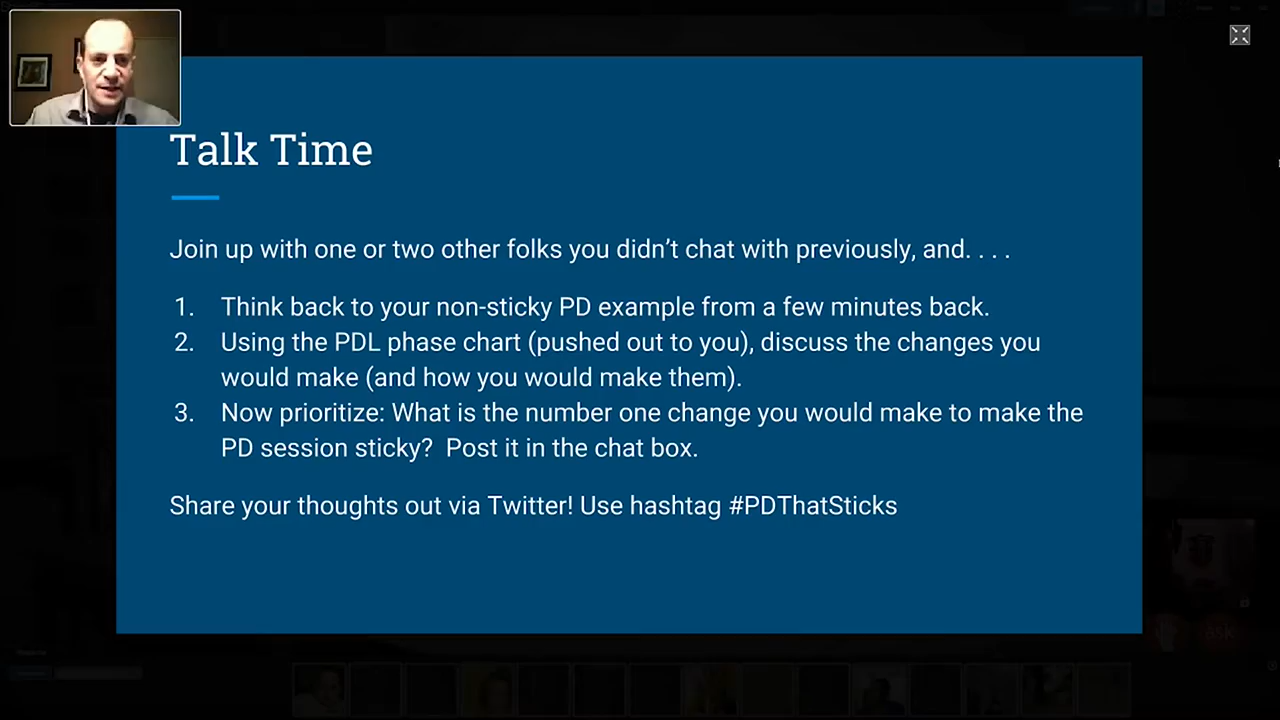 Talk Time
Join up with one or two other folks you didn’t chat with previously, and. . . .
1. Think back to your non-sticky PD example from a few minutes back.
2. Using the PDL phase chart (pushed out to you), discuss the changes you
would make (and how you would make them).
3. Now prioritize: What is the number one change you would make to make the
PD session sticky?  Post it in the chat box.
Share your thoughts out via Twitter! Use hashtag #PDThatSticks